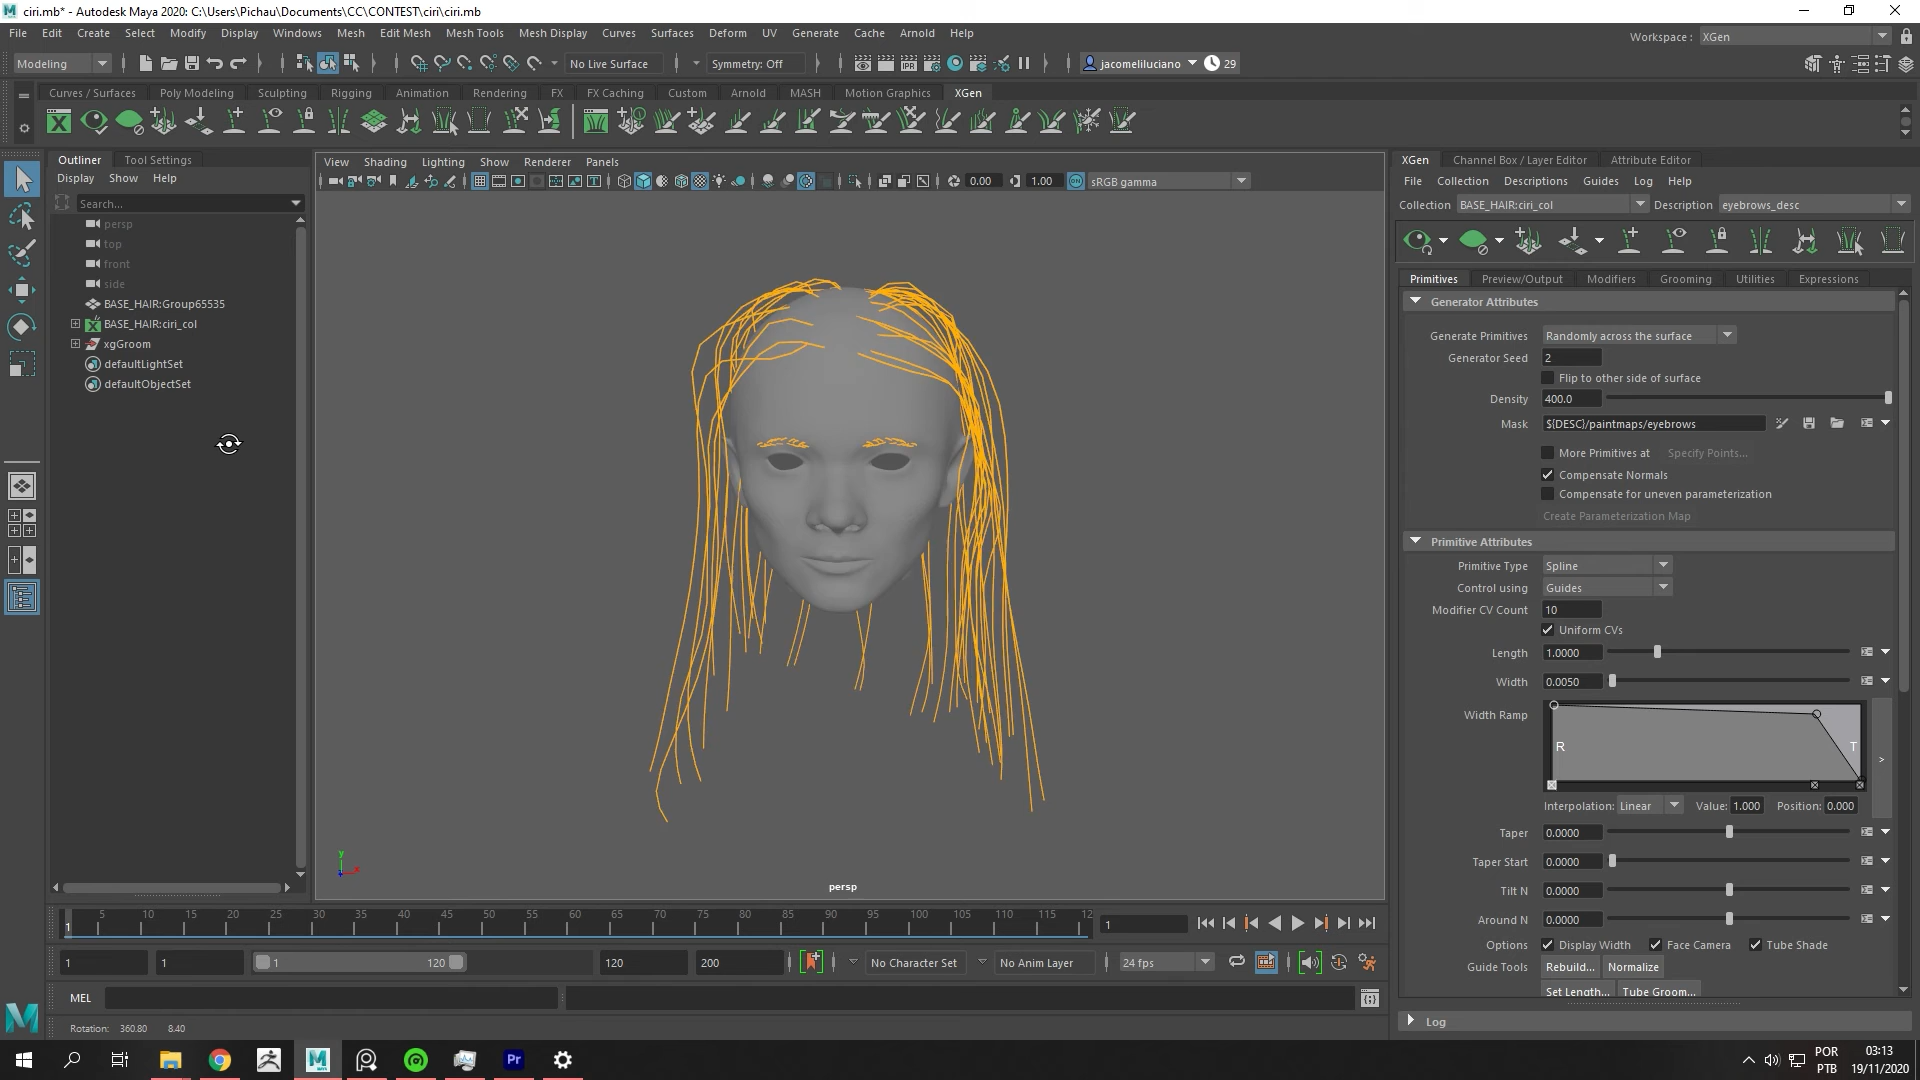 ciri.mb* - Autodesk Maya 2020: C:\Users\Pichau\Documents\CC\CONTEST\ciri\ciri.mb
File Edit Create Select Modify Display Windows Mesh Edit Mesh Mesh Tools Mesh Display Curves Surfaces Deform UV Generate Cache Arnold Help
Workspace : XGen
Modeling No Live Surface Symmetry: Off jacomeliluciano 29
IPR
Curves / Surfaces Poly Modeling Sculpting Rigging Animation Rendering FX FX Caching Custom Arnold MASH Motion Graphics XGen
Outliner Tool Settings
Display Show Help
Search...
persp
top
front
side
BASE_HAIR:Group65535
BASE_HAIR:ciri_col
xgGroom
defaultLightSet
defaultObjectSet
View Shading Lighting Show Renderer Panels
0.00 1.00 sRGB gamma
y
x
persp
XGen Channel Box / Layer Editor Attribute Editor
File Collection Descriptions Guides Log Help
Collection BASE_HAIR:ciri_col Description eyebrows_desc
Primitives Preview/Output Modifiers Grooming Utilities Expressions
Generator Attributes
Generate Primitives Randomly across the surface
Generator Seed 2
Flip to other side of surface
Density 400.0
Mask ${DESC}/paintmaps/eyebrows
More Primitives at Specify Points...
Compensate Normals
Compensate for uneven parameterization
Create Parameterization Map
Primitive Attributes
Primitive Type Spline
Control using Guides
Modifier CV Count 10
Uniform CVs
Length 1.0000
Width 0.0050
Width Ramp
R T
>
Interpolation: Linear Value: 1.000 Position: 0.000
Taper 0.0000
Taper Start 0.0000
Tilt N 0.0000
Around N 0.0000
Options Display Width Face Camera Tube Shade
Guide Tools Rebuild... Normalize
Set Length... Tube Groom...
Log
5 10 15 20 25 30 35 40 45 50 55 60 65 70 75 80 85 90 95 100 105 110 115 12
1 1
1 1 1 120 120 200 No Character Set No Anim Layer 24 fps
MEL
Rotation: 360.80 8.40
Pr
POR
PTB
03:13
19/11/2020